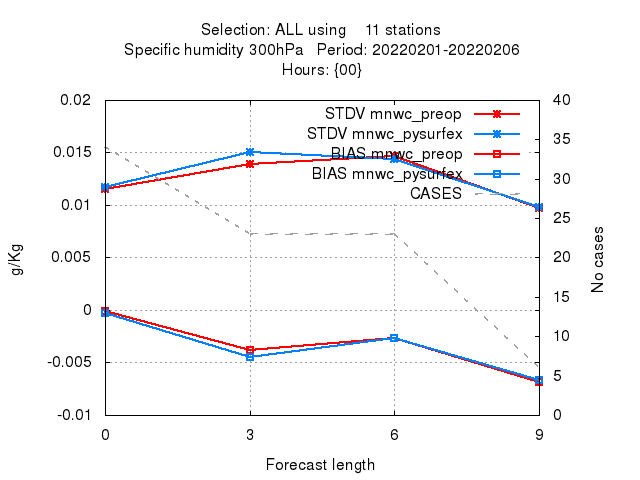 Selection: ALL using    11 stations
Specific humidity 300hPa   Period: 20220201-20220206
Hours: {00}
STDV mnwc_preop
STDV mnwc_pysurfex
BIAS mnwc_preop
BIAS mnwc_pysurfex
CASES
0.02
0.015
0.01
0.005
0
-0.005
-0.01
g/Kg
40
35
30
25
20
15
10
5
0
No cases
0 3 6 9
Forecast length